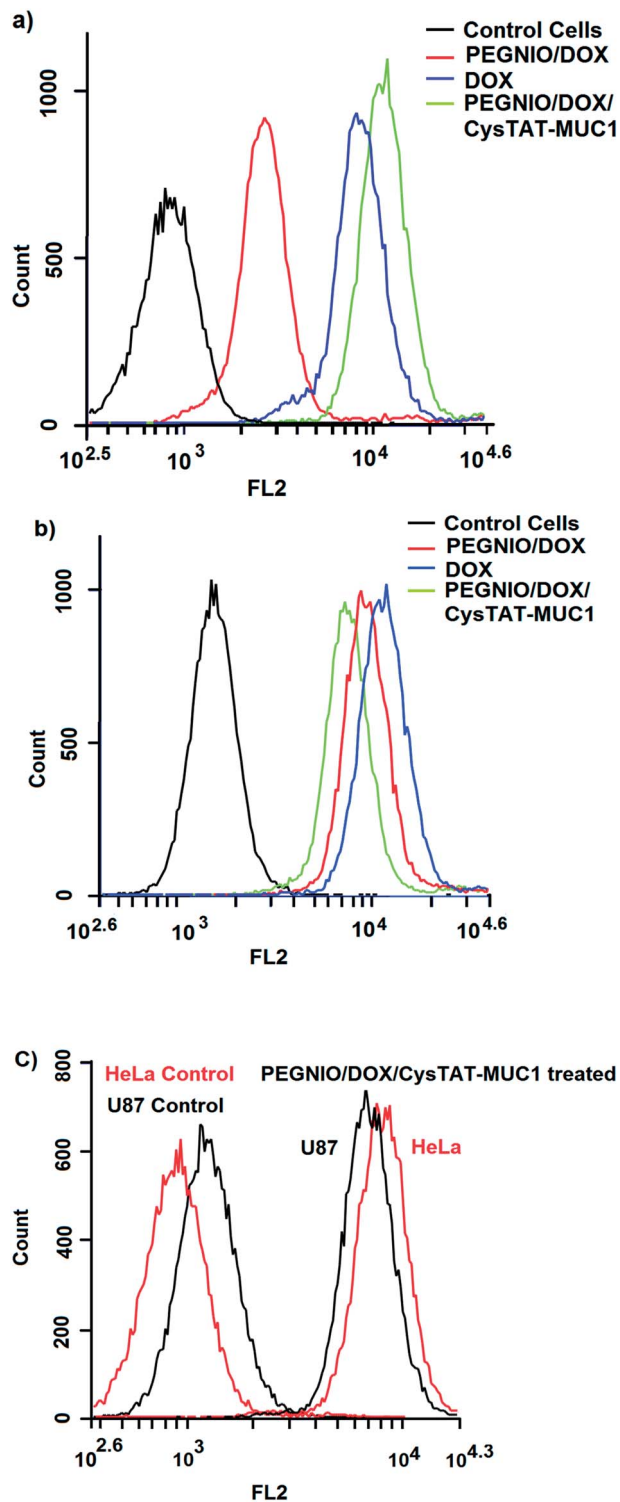 a)
Control Cells
PEGNIO/DOX
DOX
PEGNIO/DOX/
CysTAT-MUC1
1000
500
0
Count
10^2.5
10^3
10^4
10^4.6
FL2
b)
Control Cells
PEGNIO/DOX
DOX
PEGNIO/DOX/
CysTAT-MUC1
1000
500
0
Count
10^2.6
10^3
10^4
10^4.6
FL2
C)
HeLa Control
PEGNIO/DOX/CysTAT-MUC1 treated
U87 Control
U87
HeLa
800
600
400
200
0
Count
10^2.6
10^3
10^4
10^4.3
FL2